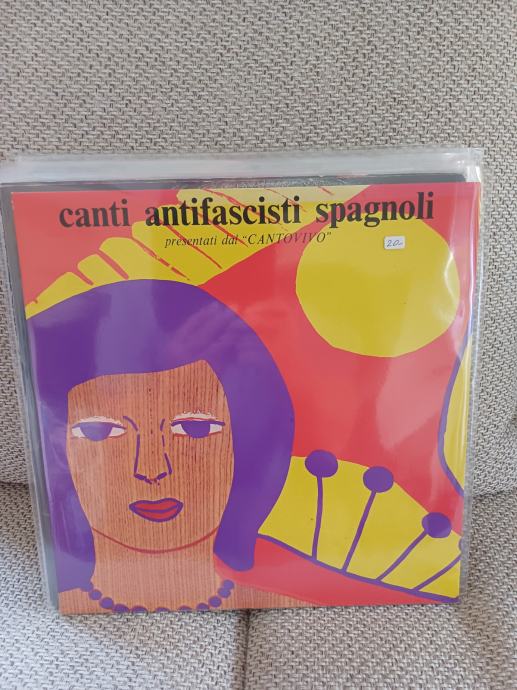 canti antifascisti spagnoli
presentati dal "CANTOVIVO"
20-